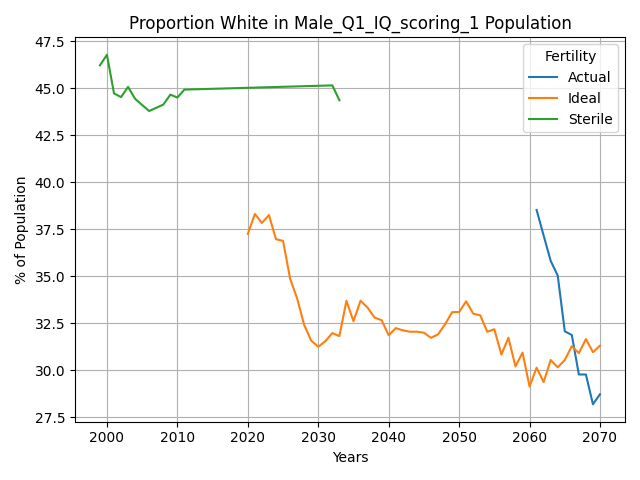 Proportion White in Male_Q1_IQ_scoring_1 Population
47.5
45.0
42.5
40.0
37.5
35.0
32.5
30.0
27.5
% of Population
Fertility
Actual
Ideal
Sterile
2000
2010
2020
2030
2040
2050
2060
2070
Years